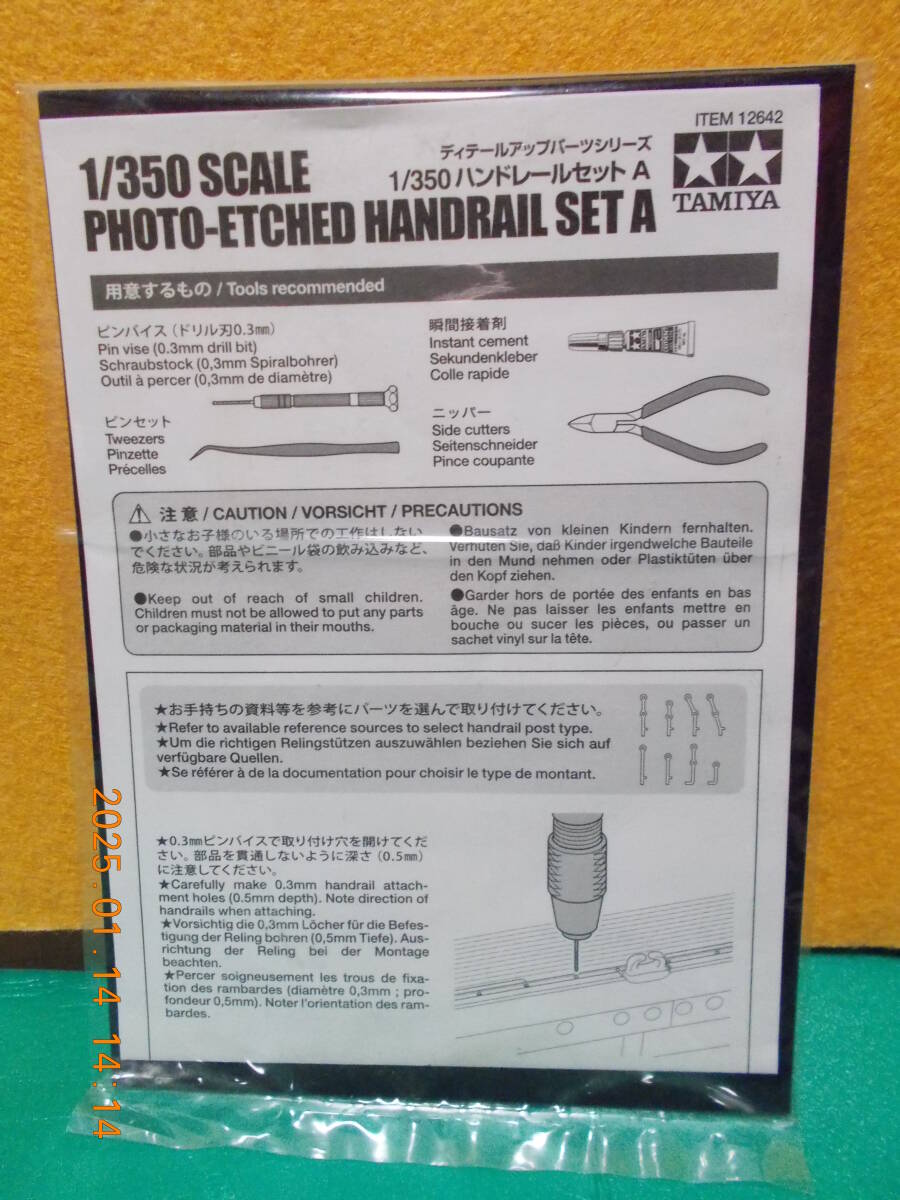 ITEM 12642
ディテールアップパーツシリーズ
1/350 ハンドレールセット A
1/350 SCALE
PHOTO-ETCHED HANDRAIL SET A
TAMIYA
用意するもの / Tools recommended
ピンバイス (ドリル刃0.3㎜)
Pin vise (0.3mm drill bit)
Schraubstock (0,3mm Spiralbohrer)
Outil à percer (0,3mm de diamètre)
瞬間接着剤
Instant cement
Sekundenkleber
Colle rapide
ピンセット
Tweezers
Pinzette
Précelles
ニッパー
Side cutters
Seitenschneider
Pince coupante
注意 / CAUTION / VORSICHT / PRECAUTIONS
●小さなお子様のいる場所での工作はしない
でください。部品やビニール袋の飲み込みなど、
危険な状況が考えられます。
●Keep out of reach of small children.
Children must not be allowed to put any parts
or packaging material in their mouths.
●Bausatz von kleinen Kindern fernhalten.
Verhüten Sie, daß Kinder irgendwelche Bauteile
in den Mund nehmen oder Plastiktüten über
den Kopf ziehen.
●Garder hors de portée des enfants en bas
âge. Ne pas laisser les enfants mettre en
bouche ou sucer les pièces, ou passer un
sachet vinyl sur la tête.
★お手持ちの資料等を参考にパーツを選んで取り付けてください。
★Refer to available reference sources to select handrail post type.
★Um die richtigen Relingstützen auszuwählen beziehen Sie sich auf
verfügbare Quellen.
★Se référer à de la documentation pour choisir le type de montant.
★0.3㎜ピンバイスで取り付け穴を開けてくだ
さい。部品を貫通しないように深さ (0.5㎜)
に注意してください。
★Carefully make 0.3mm handrail attach-
ment holes (0.5mm depth). Note direction of
handrails when attaching.
★Vorsichtig die 0,3mm Löcher für die Befes-
tigung der Reling bohren (0,5mm Tiefe). Aus-
richtung der Reling bei der Montage
beachten.
★Percer soigneusement les trous de fixa-
tion des rambardes (diamètre 0,3mm ; pro-
fondeur 0,5mm). Noter l'orientation des ram-
bardes.
2025.01.14 14:14